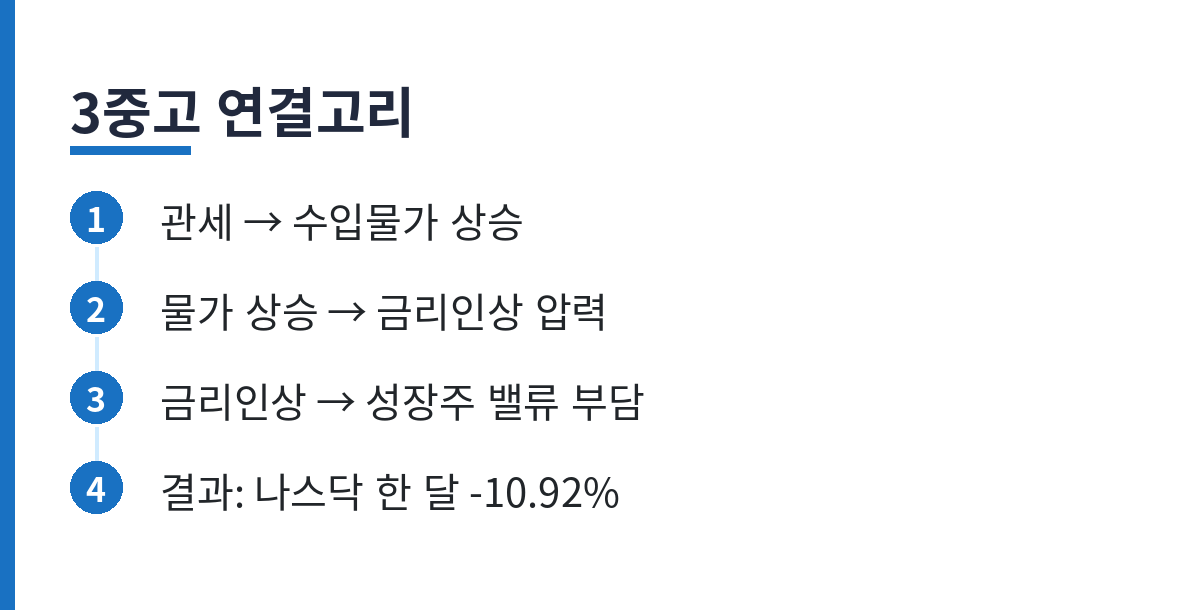 3중고 연결고리
1 관세 → 수입물가 상승
2 물가 상승 → 금리인상 압력
3 금리인상 → 성장주 밸류 부담
4 결과: 나스닥 한 달 -10.92%